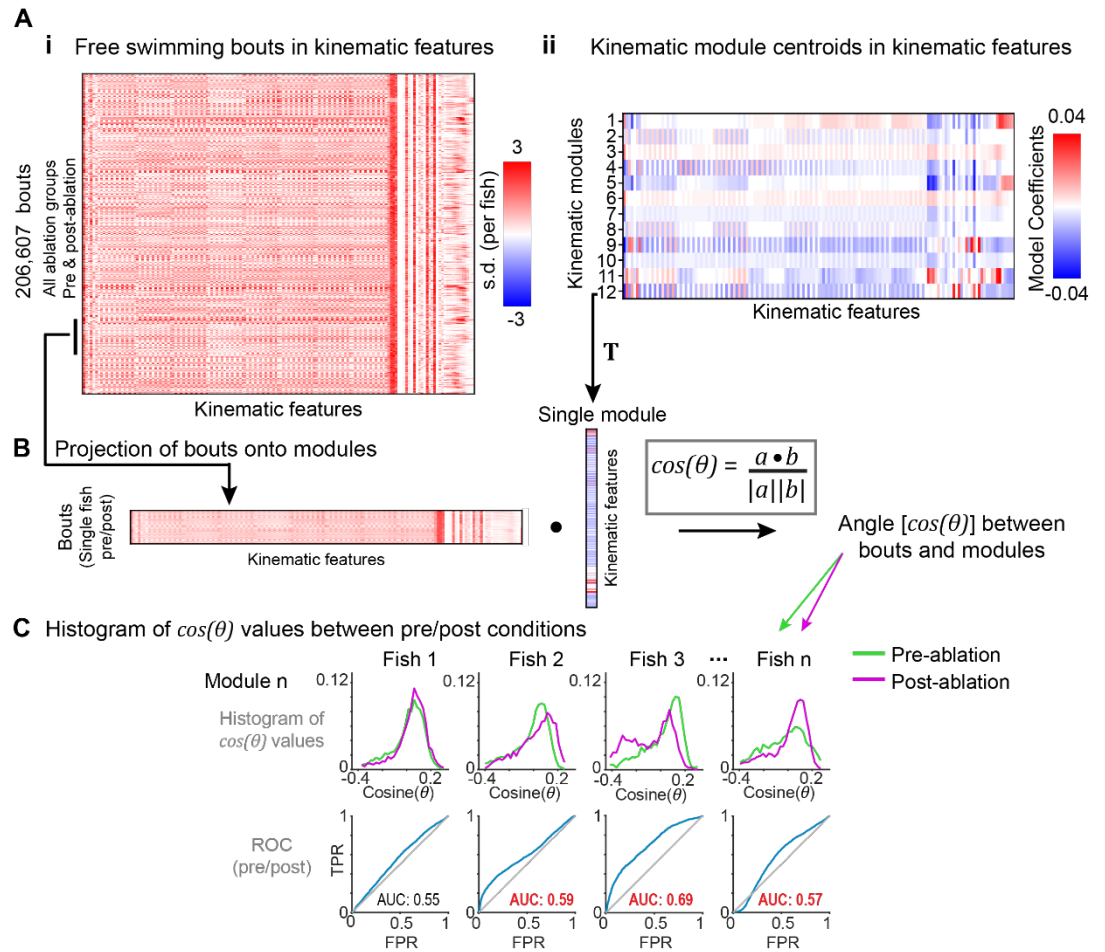 A
i Free swimming bouts in kinematic features
206,607 bouts
All ablation groups
Pre & post-ablation
Kinematic features
3
s.d. (per fish)
-3
ii Kinematic module centroids in kinematic features
Kinematic modules
1
2
3
4
5
6
7
8
9
10
11
12
Kinematic features
0.04
Model Coefficients
-0.04
T
Single module
Kinematic features
B Projection of bouts onto modules
Bouts
(Single fish
pre/post)
Kinematic features
•
cos(θ) = a • b
|a||b|
Angle [cos(θ)] between
bouts and modules
C Histogram of cos(θ) values between pre/post conditions
Fish 1 Fish 2 Fish 3 ... Fish n
Pre-ablation
Post-ablation
Module n
Histogram of
cos(θ) values
0.12 0.12 0.12 0.12
0 0 0 0
-0.4 0.2 -0.4 0.2 -0.4 0.2 -0.4 0.2
Cosine(θ) Cosine(θ) Cosine(θ) Cosine(θ)
ROC
(pre/post)
TPR
1 1 1 1
AUC: 0.55 AUC: 0.59 AUC: 0.69 AUC: 0.57
0 0 0 0
0 0.5 1 0 0.5 1 0 0.5 1 0 0.5 1
FPR FPR FPR FPR